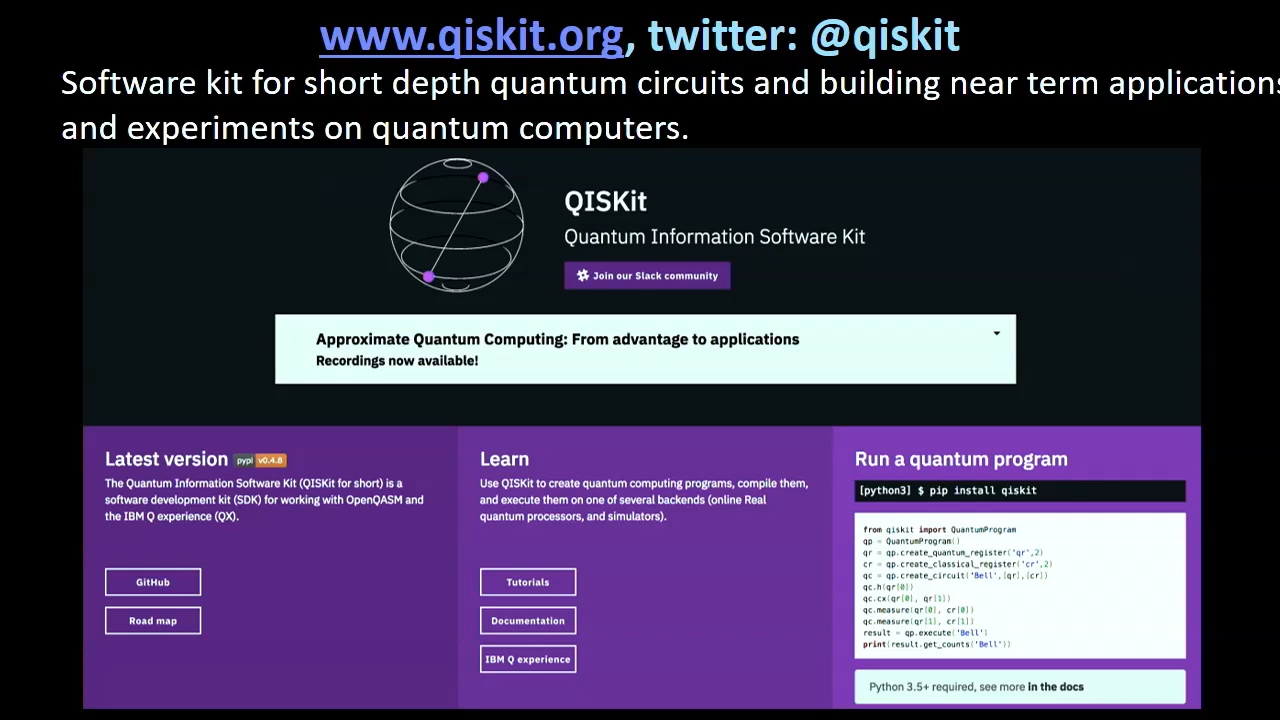 www.qiskit.org, twitter: @qiskit
Software kit for short depth quantum circuits and building near term applications
and experiments on quantum computers.
QISKit
Quantum Information Software Kit
Join our Slack community
Approximate Quantum Computing: From advantage to applications
Recordings now available!
Latest version pypi v0.4.8
The Quantum Information Software Kit (QISKit for short) is a
software development kit (SDK) for working with OpenQASM and
the IBM Q experience (QX).
GitHub
Road map
Learn
Use QISKit to create quantum computing programs, compile them,
and execute them on one of several backends (online Real
quantum processors, and simulators).
Tutorials
Documentation
IBM Q experience
Run a quantum program
[python3] $ pip install qiskit
from qiskit import QuantumProgram
qp = QuantumProgram()
qr = qp.create_quantum_register('qr',2)
cr = qp.create_classical_register('cr',2)
qc = qp.create_circuit('Bell',[qr],[cr])
qc.h(qr[0])
qc.cx(qr[0], qr[1])
qc.measure(qr[0], cr[0])
qc.measure(qr[1], cr[1])
result = qp.execute('Bell')
print(result.get_counts('Bell'))
Python 3.5+ required, see more in the docs